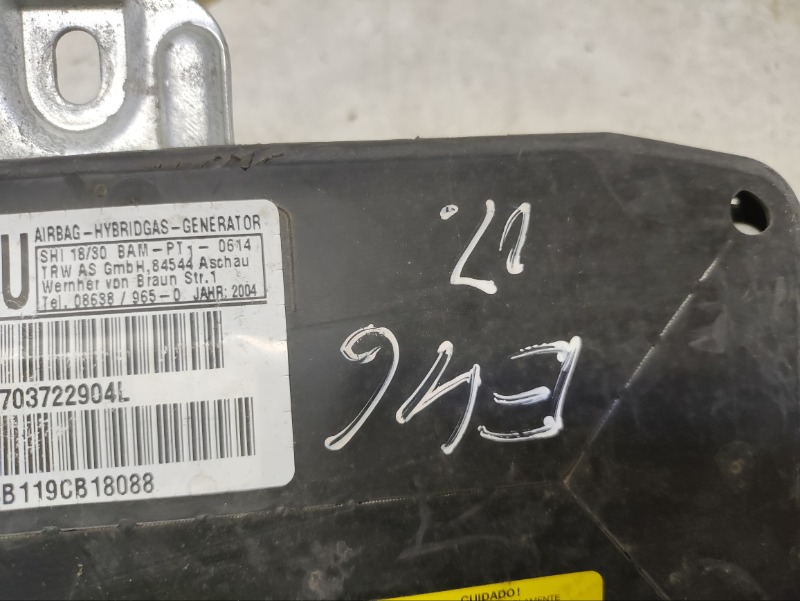 U
AIRBAG-HYBRIDGAS-GENERATOR
SHI 18/30 BAM-PT1-0614
TRW AS GmbH,84544 Aschau
Wernher von Braun Str.1
Tel. 08638 / 965-0 JAHR: 2004
703722904L
B119CB18088
E46
Л.
CUIDADO!